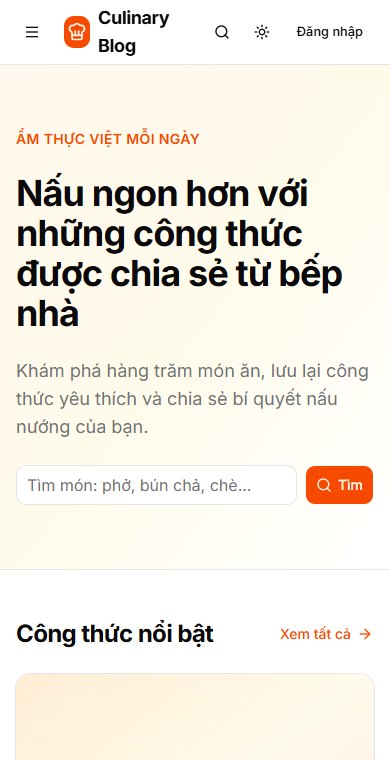 Culinary
Blog
Đăng nhập
ẨM THỰC VIỆT MỖI NGÀY
Nấu ngon hơn với
những công thức
được chia sẻ từ bếp
nhà
Khám phá hàng trăm món ăn, lưu lại công
thức yêu thích và chia sẻ bí quyết nấu
nướng của bạn.
Tìm món: phở, bún chả, chè...
Tìm
Công thức nổi bật
Xem tất cả